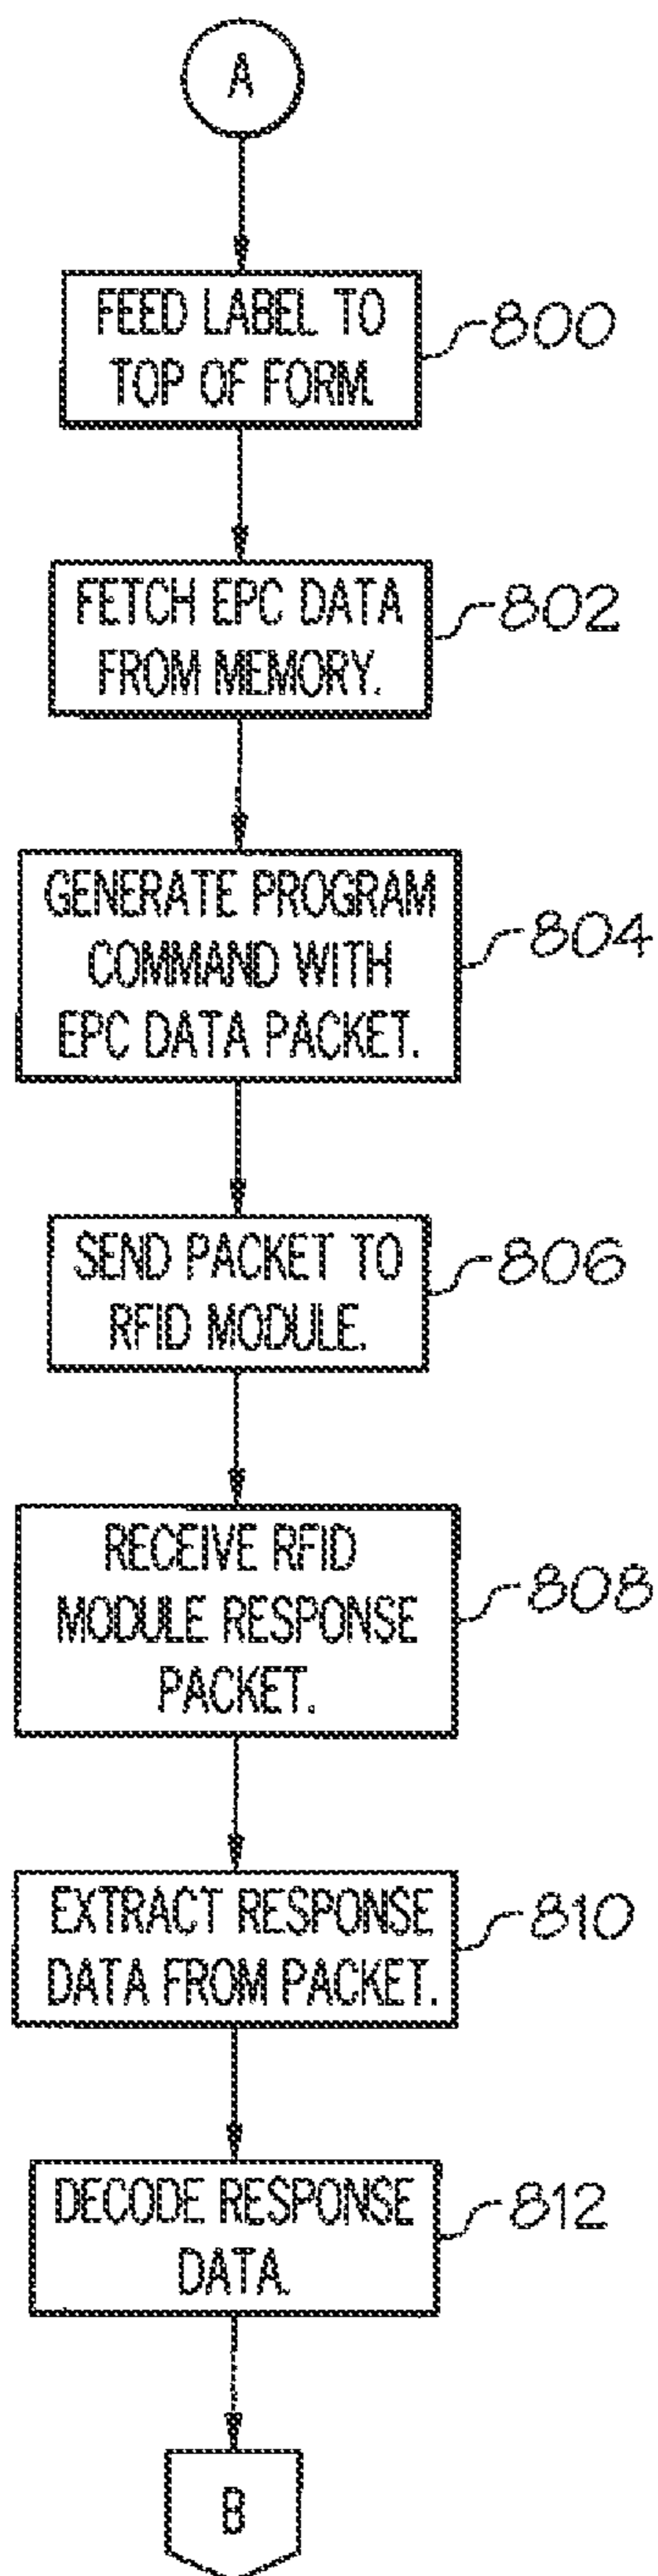 A
FEED LABEL TO
TOP OF FORM.
800
FETCH EPC DATA
FROM MEMORY.
802
GENERATE PROGRAM
COMMAND WITH
EPC DATA PACKET.
804
SEND PACKET TO
RFID MODULE.
806
RECEIVE RFID
MODULE RESPONSE
PACKET.
808
EXTRACT RESPONSE
DATA FROM PACKET.
810
DECODE RESPONSE
DATA.
812
B